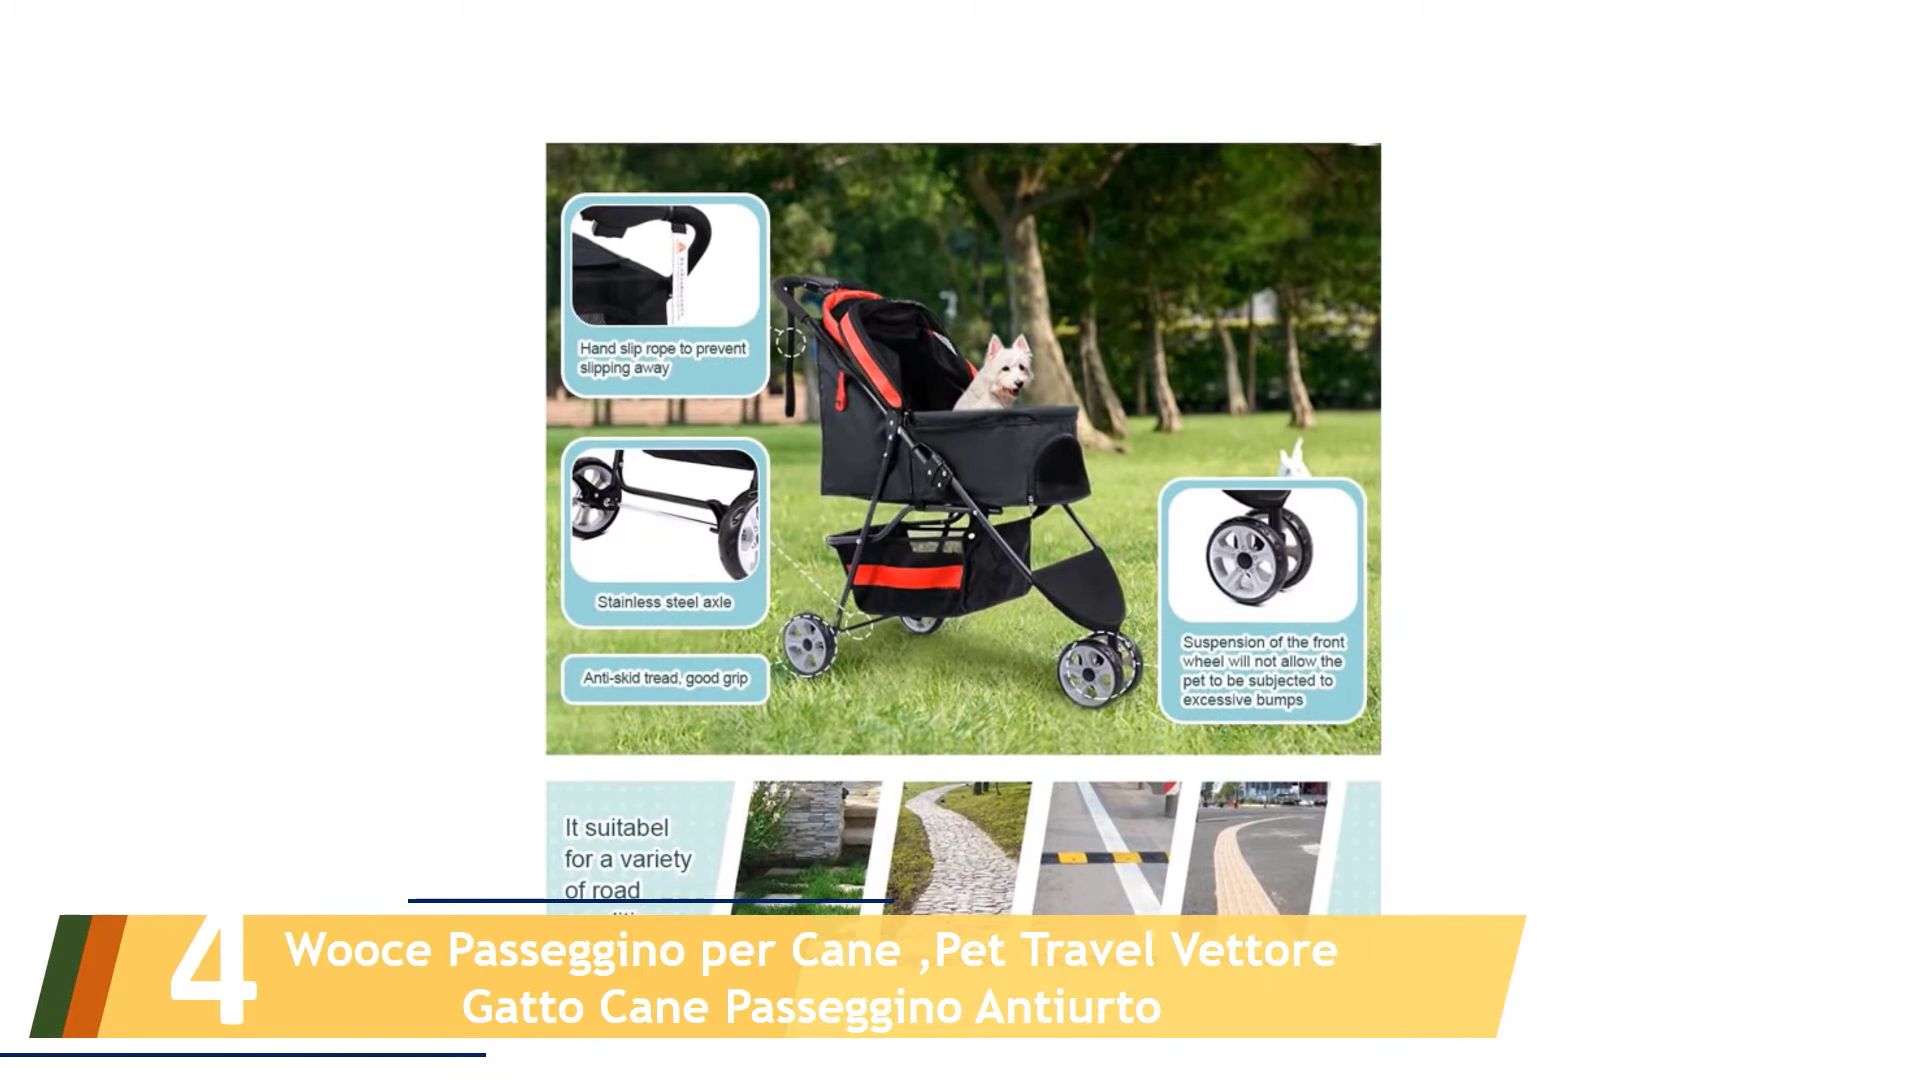 Hand slip rope to prevent
slipping away
Stainless steel axle
Anti-skid tread, good grip
Suspension of the front
wheel will not allow the
pet to be subjected to
excessive bumps
It suitabel
for a variety
of road
4
Wooce Passeggino per Cane ,Pet Travel Vettore
Gatto Cane Passeggino Antiurto